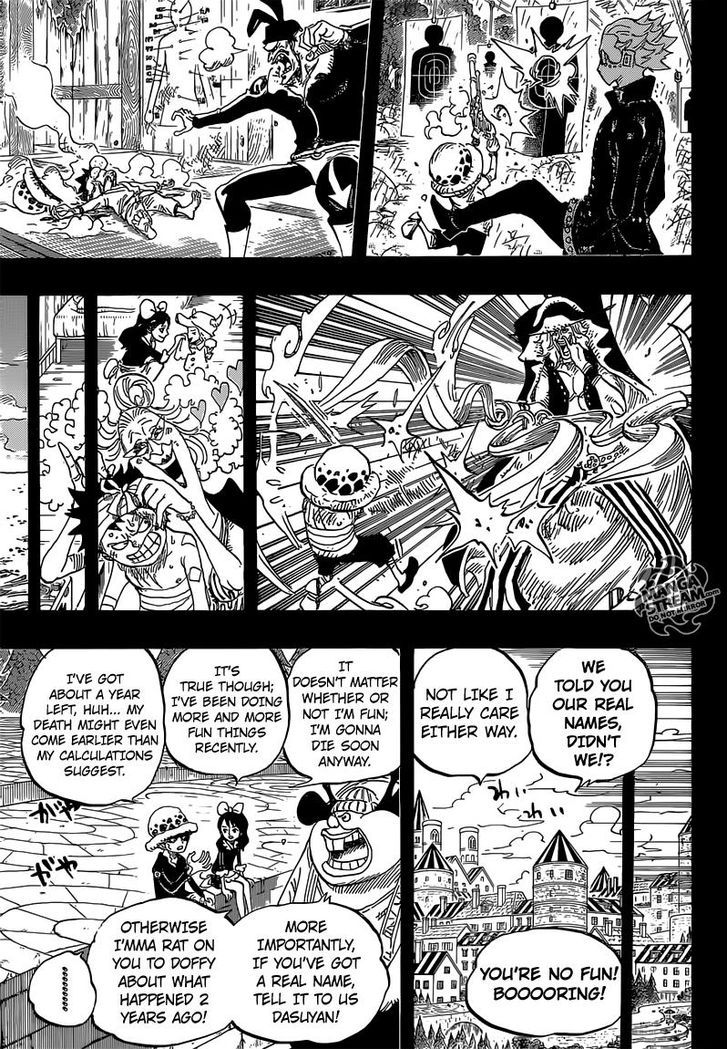 MANGA
STREAM.com
DO NOT MIRROR
WE
TOLD YOU
OUR REAL
NAMES,
DIDN'T
WE!?
NOT LIKE I
REALLY CARE
EITHER WAY.
YOU'RE NO FUN!
BOOOORING!
IT
DOESN'T MATTER
WHETHER OR
NOT I'M FUN;
I'M GONNA
DIE SOON
ANYWAY.
IT'S
TRUE THOUGH;
I'VE BEEN DOING
MORE AND MORE
FUN THINGS
RECENTLY.
I'VE GOT
ABOUT A YEAR
LEFT, HUH... MY
DEATH MIGHT EVEN
COME EARLIER THAN
MY CALCULATIONS
SUGGEST.
MORE
IMPORTANTLY,
IF YOU'VE GOT
A REAL NAME,
TELL IT TO US
DASUYAN!
OTHERWISE
I'MMA RAT ON
YOU TO DOFFY
ABOUT WHAT
HAPPENED 2
YEARS AGO!